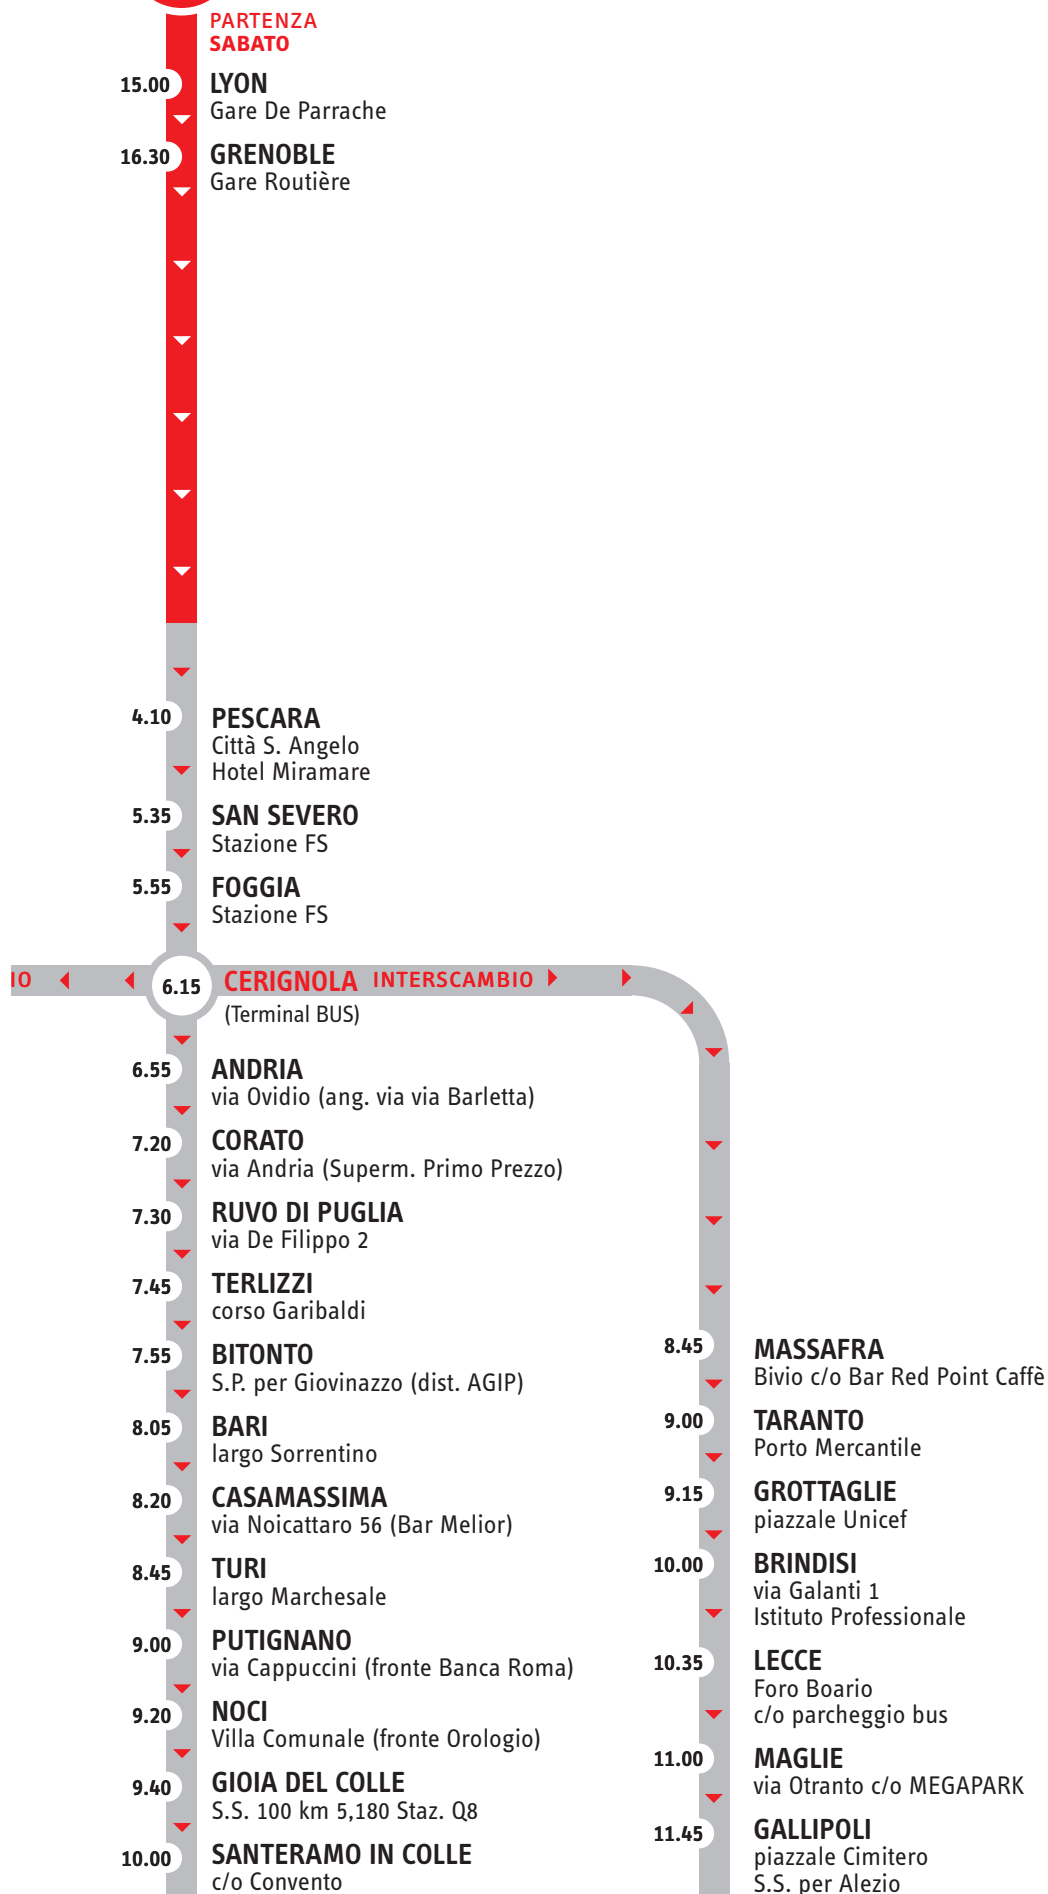 PARTENZA
SABATO
15.00 LYON
Gare De Parrache
16.30 GRENOBLE
Gare Routière
4.10 PESCARA
Città S. Angelo
Hotel Miramare
5.35 SAN SEVERO
Stazione FS
5.55 FOGGIA
Stazione FS
IO 6.15 CERIGNOLA INTERSCAMBIO
(Terminal BUS)
6.55 ANDRIA
via Ovidio (ang. via via Barletta)
7.20 CORATO
via Andria (Superm. Primo Prezzo)
7.30 RUVO DI PUGLIA
via De Filippo 2
7.45 TERLIZZI
corso Garibaldi
7.55 BITONTO
S.P. per Giovinazzo (dist. AGIP)
8.05 BARI
largo Sorrentino
8.20 CASAMASSIMA
via Noicattaro 56 (Bar Melior)
8.45 TURI
largo Marchesale
9.00 PUTIGNANO
via Cappuccini (fronte Banca Roma)
9.20 NOCI
Villa Comunale (fronte Orologio)
9.40 GIOIA DEL COLLE
S.S. 100 km 5,180 Staz. Q8
10.00 SANTERAMO IN COLLE
c/o Convento
8.45 MASSAFRA
Bivio c/o Bar Red Point Caffè
9.00 TARANTO
Porto Mercantile
9.15 GROTTAGLIE
piazzale Unicef
10.00 BRINDISI
via Galanti 1
Istituto Professionale
10.35 LECCE
Foro Boario
c/o parcheggio bus
11.00 MAGLIE
via Otranto c/o MEGAPARK
11.45 GALLIPOLI
piazzale Cimitero
S.S. per Alezio